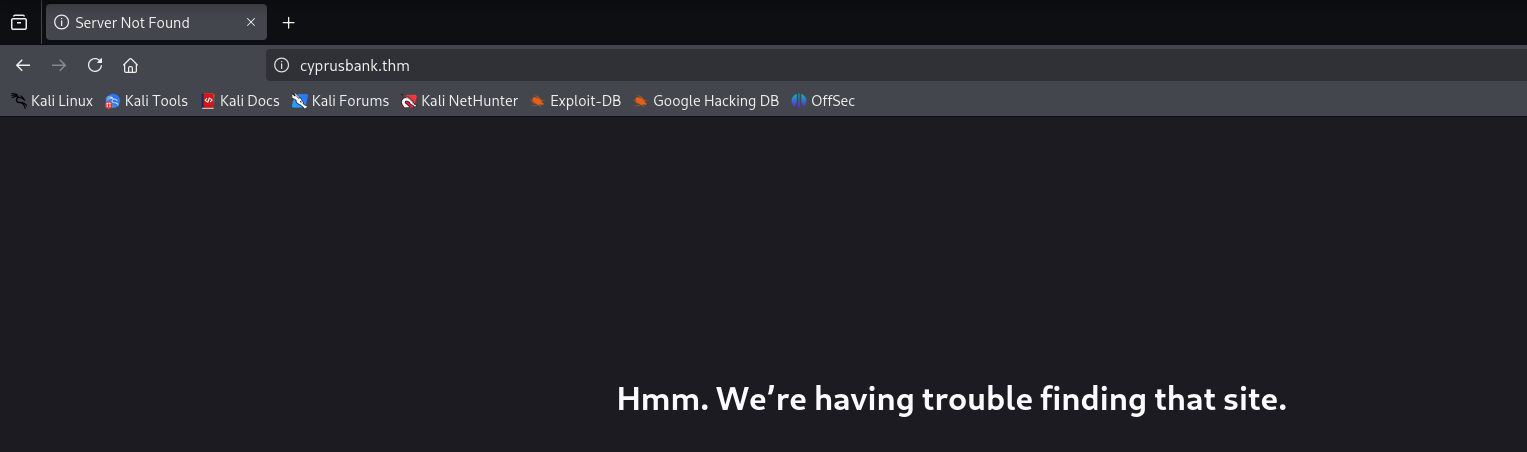 Server Not Found
cyprusbank.thm
Kali Linux Kali Tools Kali Docs Kali Forums Kali NetHunter Exploit-DB Google Hacking DB OffSec
Hmm. We’re having trouble finding that site.